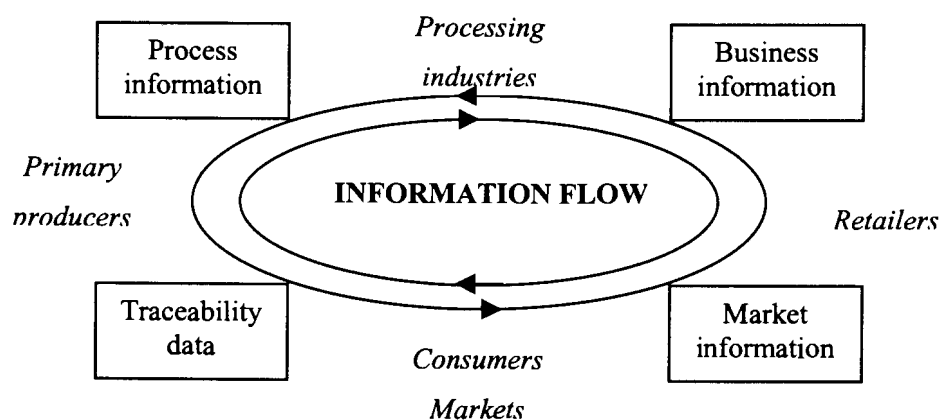 Processing
industries
Process
information
Business
information
Primary
producers
INFORMATION FLOW
Retailers
Traceability
data
Market
information
Consumers
Markets